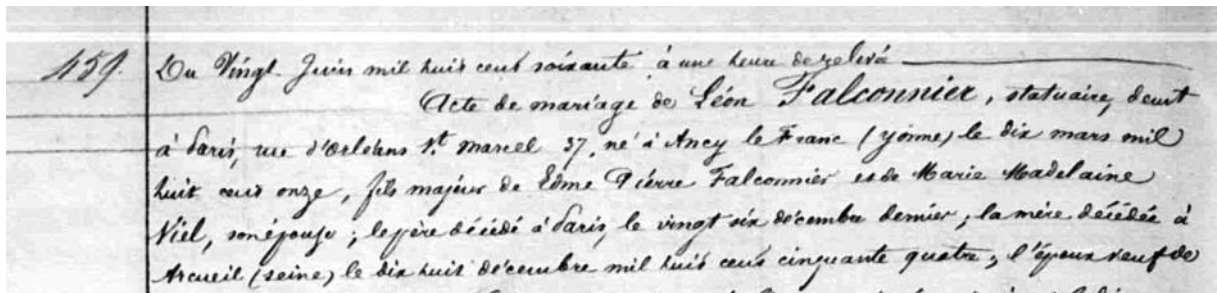 459.
Du Vingt Juin mil huit cent soixante à une heure de relevé
Acte de mariage de Léon Falconnier, statuaire, demt
à Paris, rue d'Orléans St. Marcel 37, né à Ancy le Franc (yonne) le dix mars mil
huit cent onze, fils majeur de Edme Pierre Falconnier et de Marie Madelaine
Viel, son épouse; le père décédé à Paris, le vingt six décembre dernier; la mère décédée à
Arcueil (seine) le dix huit décembre mil huit cent cinquante quatre; l'époux veuf de